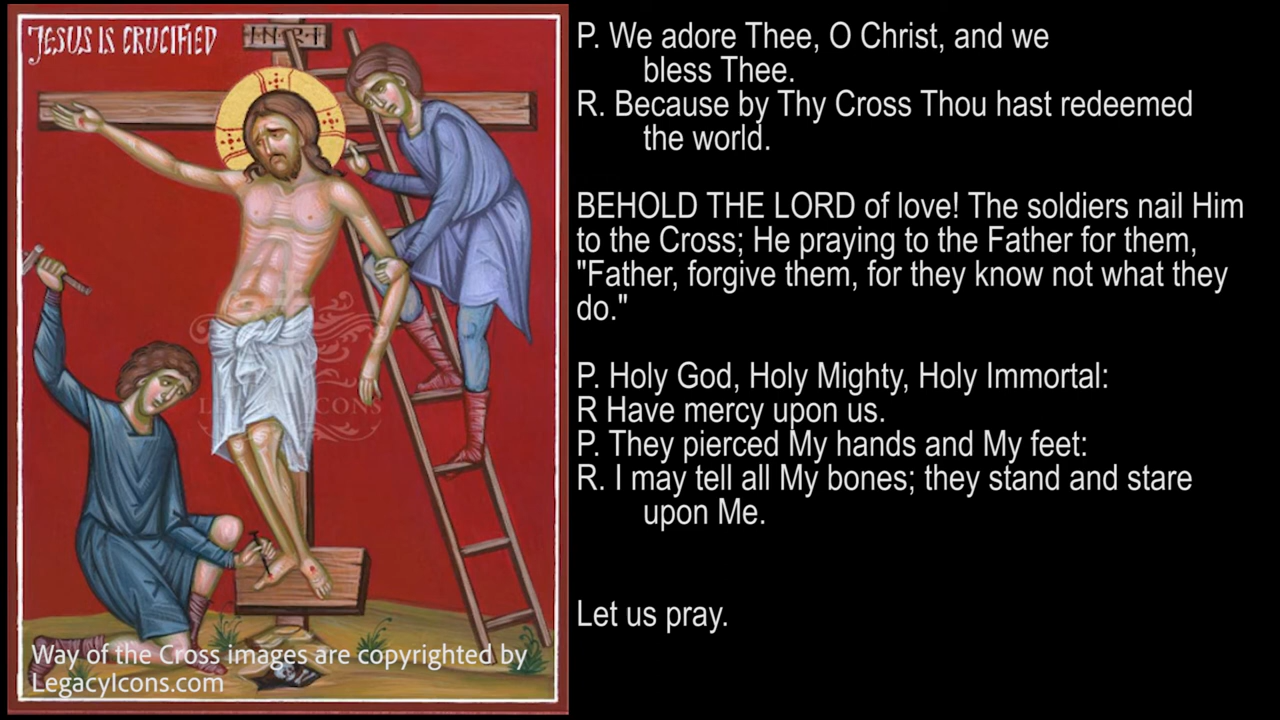 JESUS IS CRUCIFIED
I N R I
P. We adore Thee, O Christ, and we
bless Thee.
R. Because by Thy Cross Thou hast redeemed
the world.
BEHOLD THE LORD of love! The soldiers nail Him
to the Cross; He praying to the Father for them,
"Father, forgive them, for they know not what they
do."
P. Holy God, Holy Mighty, Holy Immortal:
R Have mercy upon us.
P. They pierced My hands and My feet:
R. I may tell all My bones; they stand and stare
upon Me.
Let us pray.
LEGACY ICONS
Way of the Cross images are copyrighted by
LegacyIcons.com